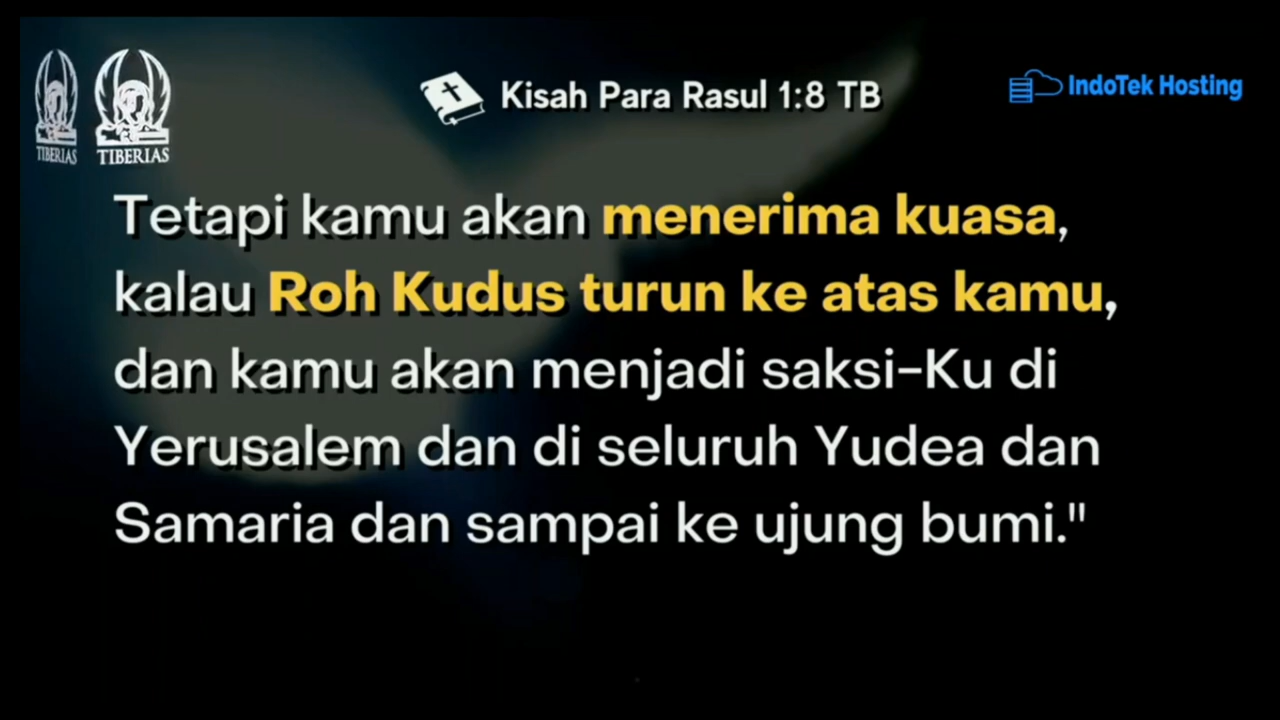 Kisah Para Rasul 1:8 TB
IndoTek Hosting
TIBERIAS
TIBERIAS
Tetapi kamu akan menerima kuasa,
kalau Roh Kudus turun ke atas kamu,
dan kamu akan menjadi saksi-Ku di
Yerusalem dan di seluruh Yudea dan
Samaria dan sampai ke ujung bumi."